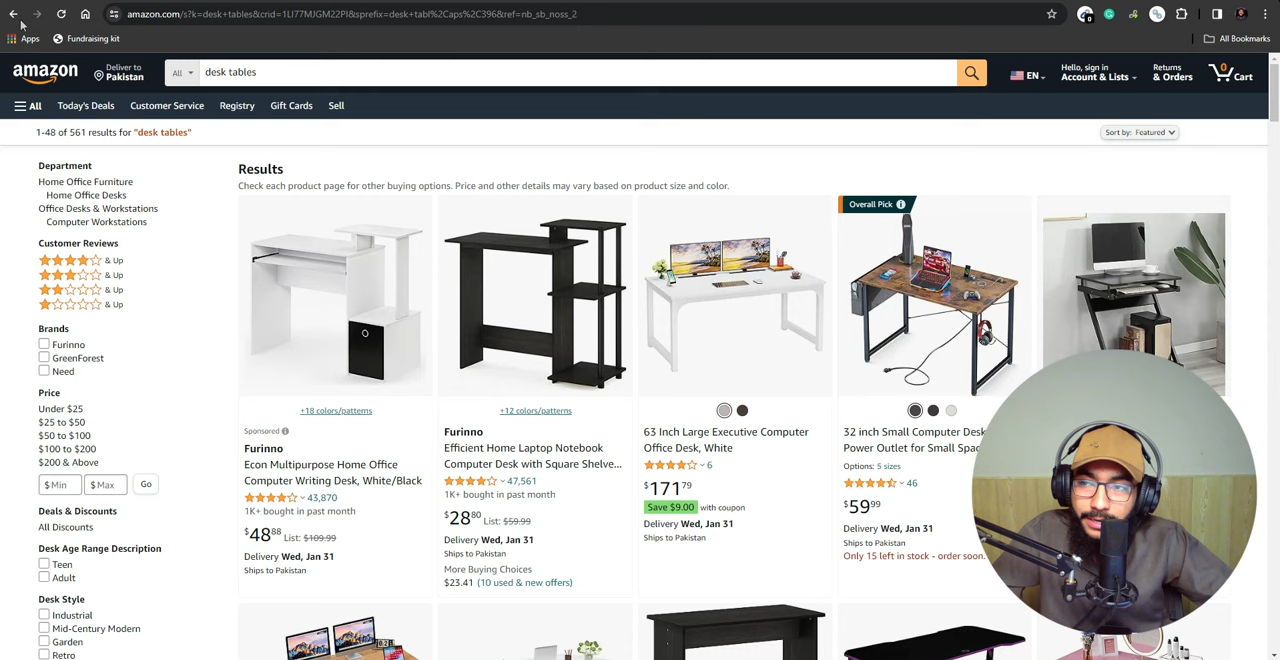 amazon.com/s?k=desk+tables&crid=1LI77MJGM22PI&sprefix=desk+tabl%2Caps%2C396&ref=nb_sb_noss_2
0
Apps
Fundraising kit
All Bookmarks
amazon
Deliver to
Pakistan
All
desk tables
EN
Hello, sign in
Account & Lists
Returns
& Orders
0
Cart
All
Today's Deals
Customer Service
Registry
Gift Cards
Sell
1-48 of 561 results for "desk tables"
Sort by: Featured
Department
Home Office Furniture
Home Office Desks
Office Desks & Workstations
Computer Workstations
Customer Reviews
& Up
& Up
& Up
& Up
Brands
Furinno
GreenForest
Need
Price
Under $25
$25 to $50
$50 to $100
$100 to $200
$200 & Above
$ Min
$ Max
Go
Deals & Discounts
All Discounts
Desk Age Range Description
Teen
Adult
Desk Style
Industrial
Mid-Century Modern
Garden
Retro
Results
Check each product page for other buying options. Price and other details may vary based on product size and color.
+18 colors/patterns
Sponsored
Furinno
Econ Multipurpose Home Office
Computer Writing Desk, White/Black
43,870
1K+ bought in past month
$48 88 List: $109.99
Delivery Wed, Jan 31
Ships to Pakistan
+12 colors/patterns
Furinno
Efficient Home Laptop Notebook
Computer Desk with Square Shelve...
47,561
1K+ bought in past month
$28 80 List: $59.99
Delivery Wed, Jan 31
Ships to Pakistan
More Buying Choices
$23.41 (10 used & new offers)
63 Inch Large Executive Computer
Office Desk, White
6
$171 79
Save $9.00 with coupon
Delivery Wed, Jan 31
Ships to Pakistan
Overall Pick
32 inch Small Computer Desk
Power Outlet for Small Spac
Options: 5 sizes
46
$59 99
Delivery Wed, Jan 31
Ships to Pakistan
Only 15 left in stock - order soon.